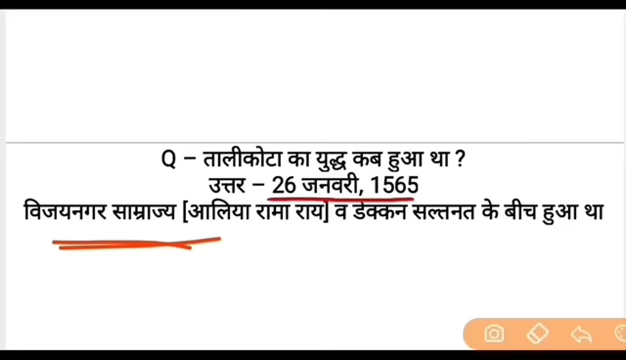 Q – तालीकोटा का युद्ध कब हुआ था ?
उत्तर – 26 जनवरी, 1565
विजयनगर साम्राज्य [आलिया रामा राय] व डेक्कन सल्तनत के बीच हुआ था